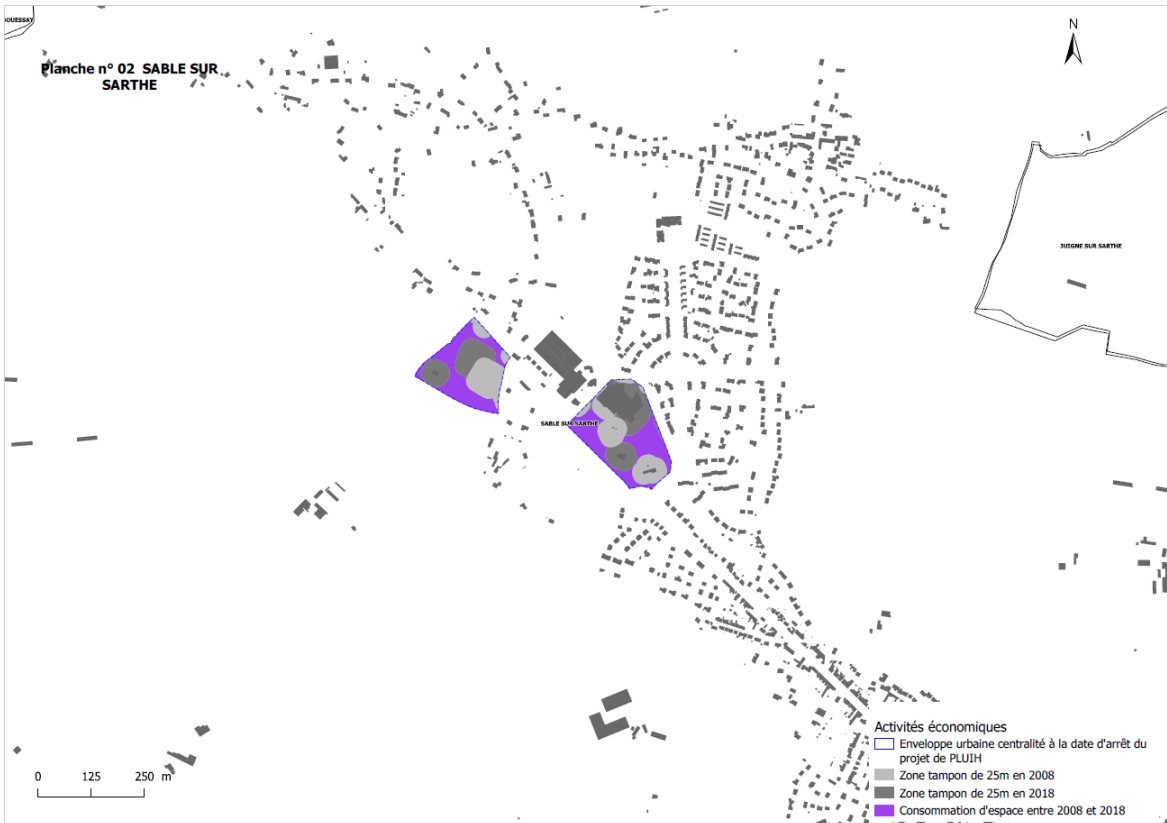 Planche n° 02 SABLE SUR
SARTHE
N
JUIGNE SUR SARTHE
SABLE SUR SARTHE
0 125 250 m
Activités économiques
Enveloppe urbaine centralité à la date d'arrêt du
projet de PLUIH
Zone tampon de 25m en 2008
Zone tampon de 25m en 2018
Consommation d'espace entre 2008 et 2018